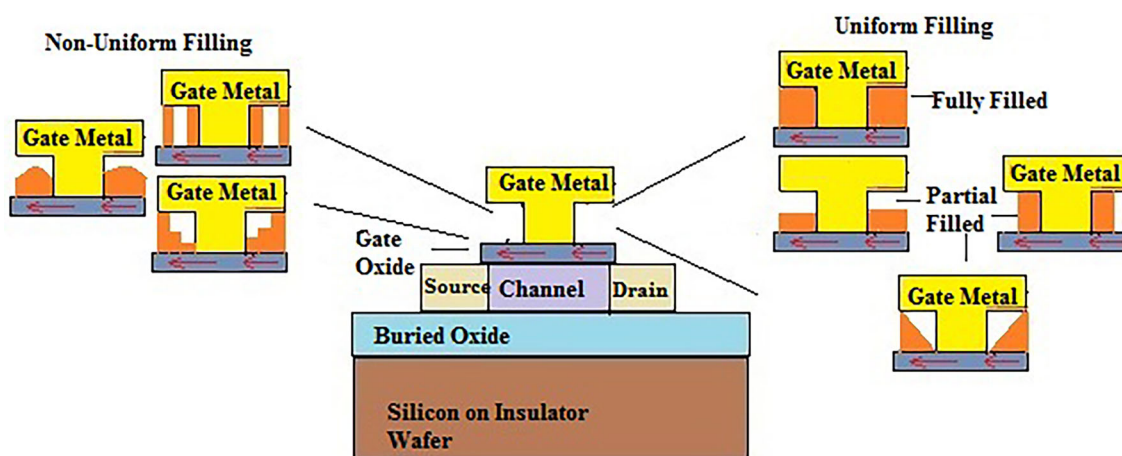 Non-Uniform Filling
Gate Metal
Gate Metal
Gate Metal
Uniform Filling
Gate Metal
Fully Filled
Partial
Filled
Gate Metal
Gate Metal
Gate Metal
Gate
Oxide
Source
Channel
Drain
Buried Oxide
Silicon on Insulator
Wafer